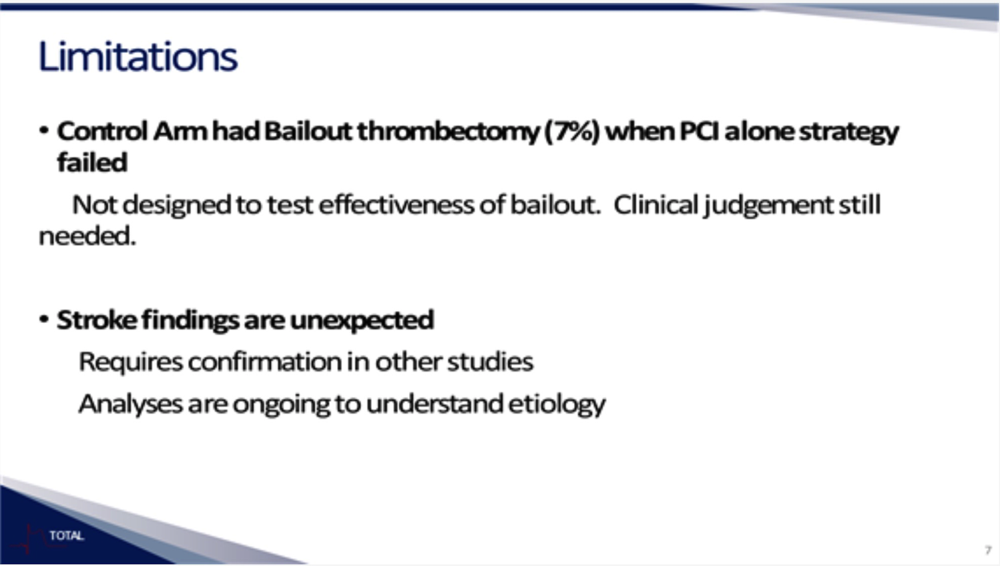 Limitations
• Control Arm had Bailout thrombectomy (7%) when PCI alone strategy
failed
Not designed to test effectiveness of bailout.  Clinical judgement still
needed.
• Stroke findings are unexpected
Requires confirmation in other studies
Analyses are ongoing to understand etiology
TOTAL
7